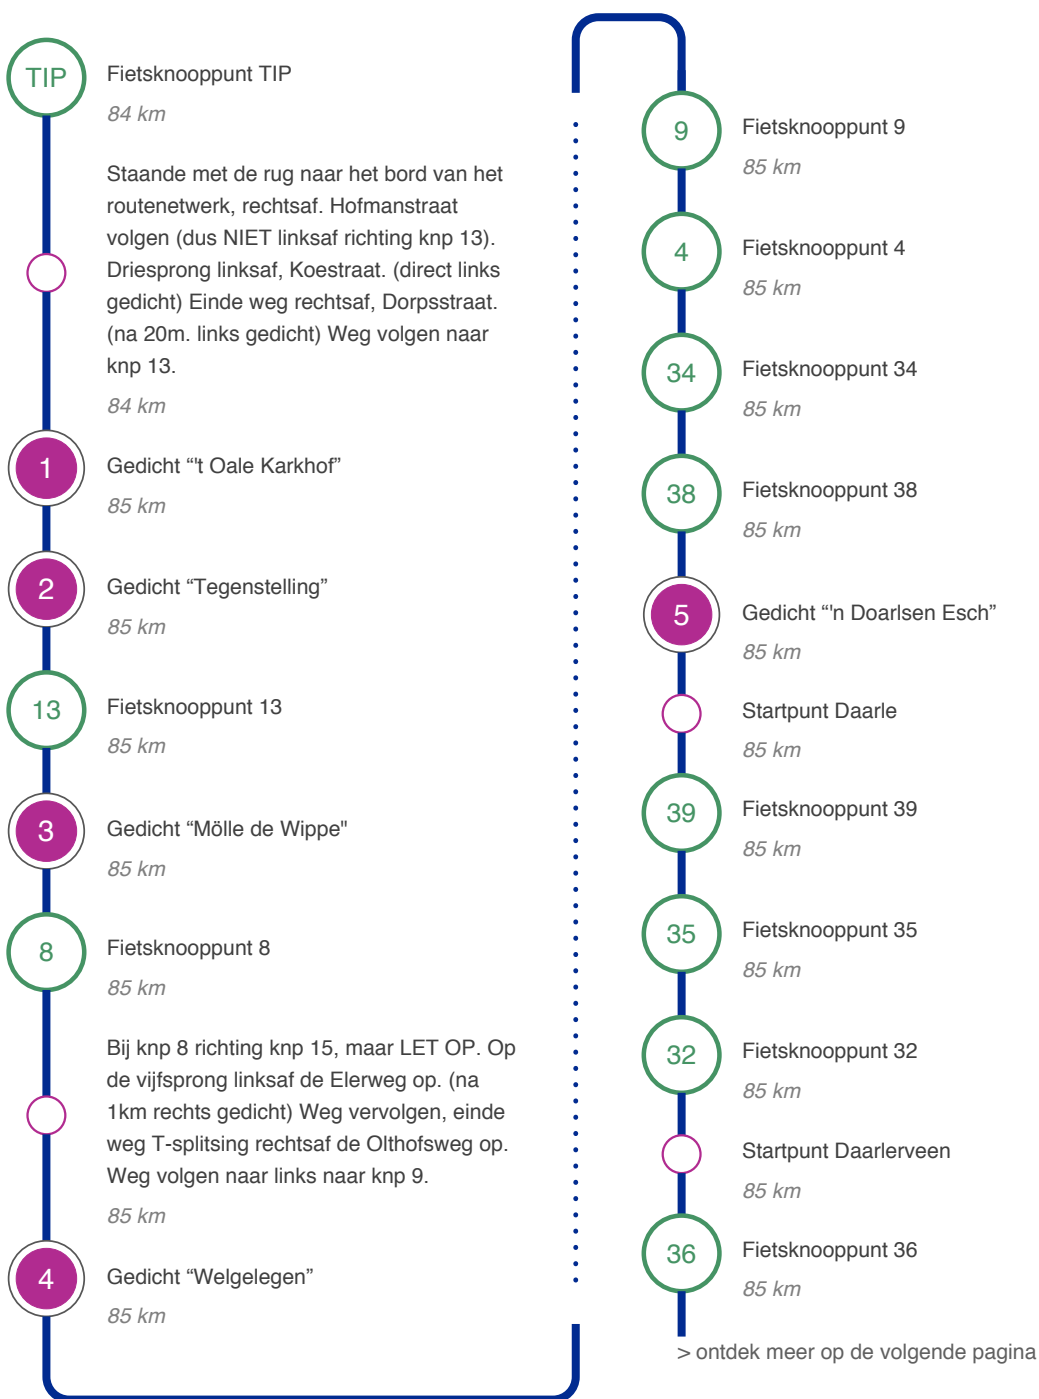 TIP
Fietsknooppunt TIP
84 km
Staande met de rug naar het bord van het
routenetwerk, rechtsaf. Hofmanstraat
volgen (dus NIET linksaf richting knp 13).
Driesprong linksaf, Koestraat. (direct links
gedicht) Einde weg rechtsaf, Dorpsstraat.
(na 20m. links gedicht) Weg volgen naar
knp 13.
84 km
1
Gedicht “'t Oale Karkhof”
85 km
2
Gedicht “Tegenstelling”
85 km
13
Fietsknooppunt 13
85 km
3
Gedicht “Mölle de Wippe"
85 km
8
Fietsknooppunt 8
85 km
Bij knp 8 richting knp 15, maar LET OP. Op
de vijfsprong linksaf de Elerweg op. (na
1km rechts gedicht) Weg vervolgen, einde
weg T-splitsing rechtsaf de Olthofsweg op.
Weg volgen naar links naar knp 9.
85 km
4
Gedicht “Welgelegen”
85 km
9
Fietsknooppunt 9
85 km
4
Fietsknooppunt 4
85 km
34
Fietsknooppunt 34
85 km
38
Fietsknooppunt 38
85 km
5
Gedicht “'n Doarlsen Esch”
85 km
Startpunt Daarle
85 km
39
Fietsknooppunt 39
85 km
35
Fietsknooppunt 35
85 km
32
Fietsknooppunt 32
85 km
Startpunt Daarlerveen
85 km
36
Fietsknooppunt 36
85 km
> ontdek meer op de volgende pagina